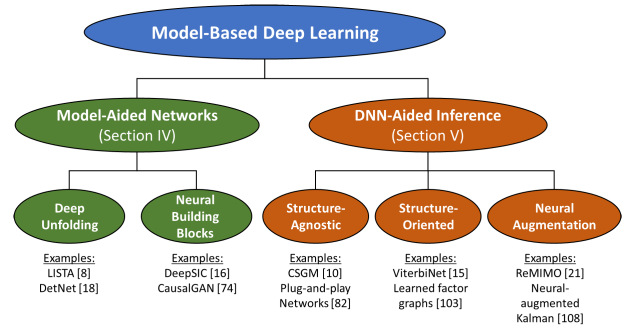 Model-Based Deep Learning
Model-Aided Networks
(Section IV)
DNN-Aided Inference
(Section V)
Deep
Unfolding
Neural
Building
Blocks
Structure-
Agnostic
Structure-
Oriented
Neural
Augmentation
Examples:
LISTA [8]
DetNet [18]
Examples:
DeepSIC [16]
CausalGAN [74]
Examples:
CSGM [10]
Plug-and-play
Networks [82]
Examples:
ViterbiNet [15]
Learned factor
graphs [103]
Examples:
ReMIMO [21]
Neural-
augmented
Kalman [108]